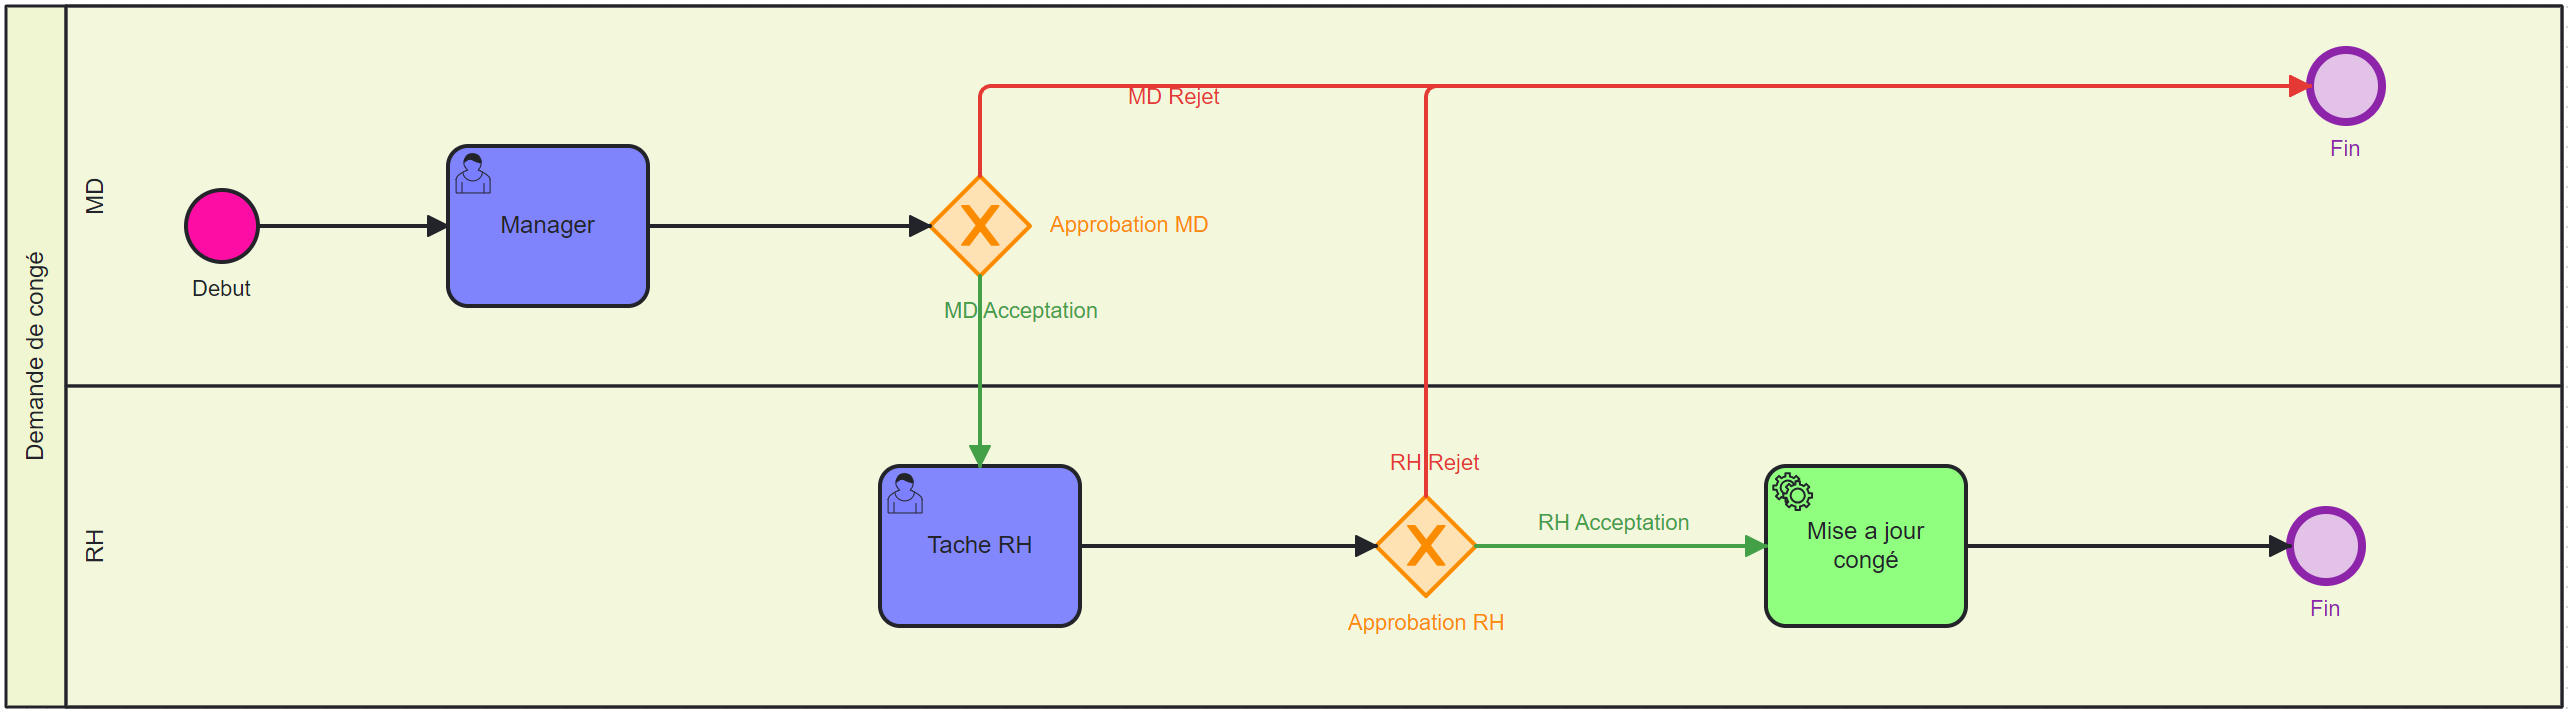 Demande de congé
MD
Debut
Manager
Approbation MD
MD Rejet
MD Acceptation
Fin
RH
Tache RH
RH Rejet
Approbation RH
RH Acceptation
Mise a jour
congé
Fin